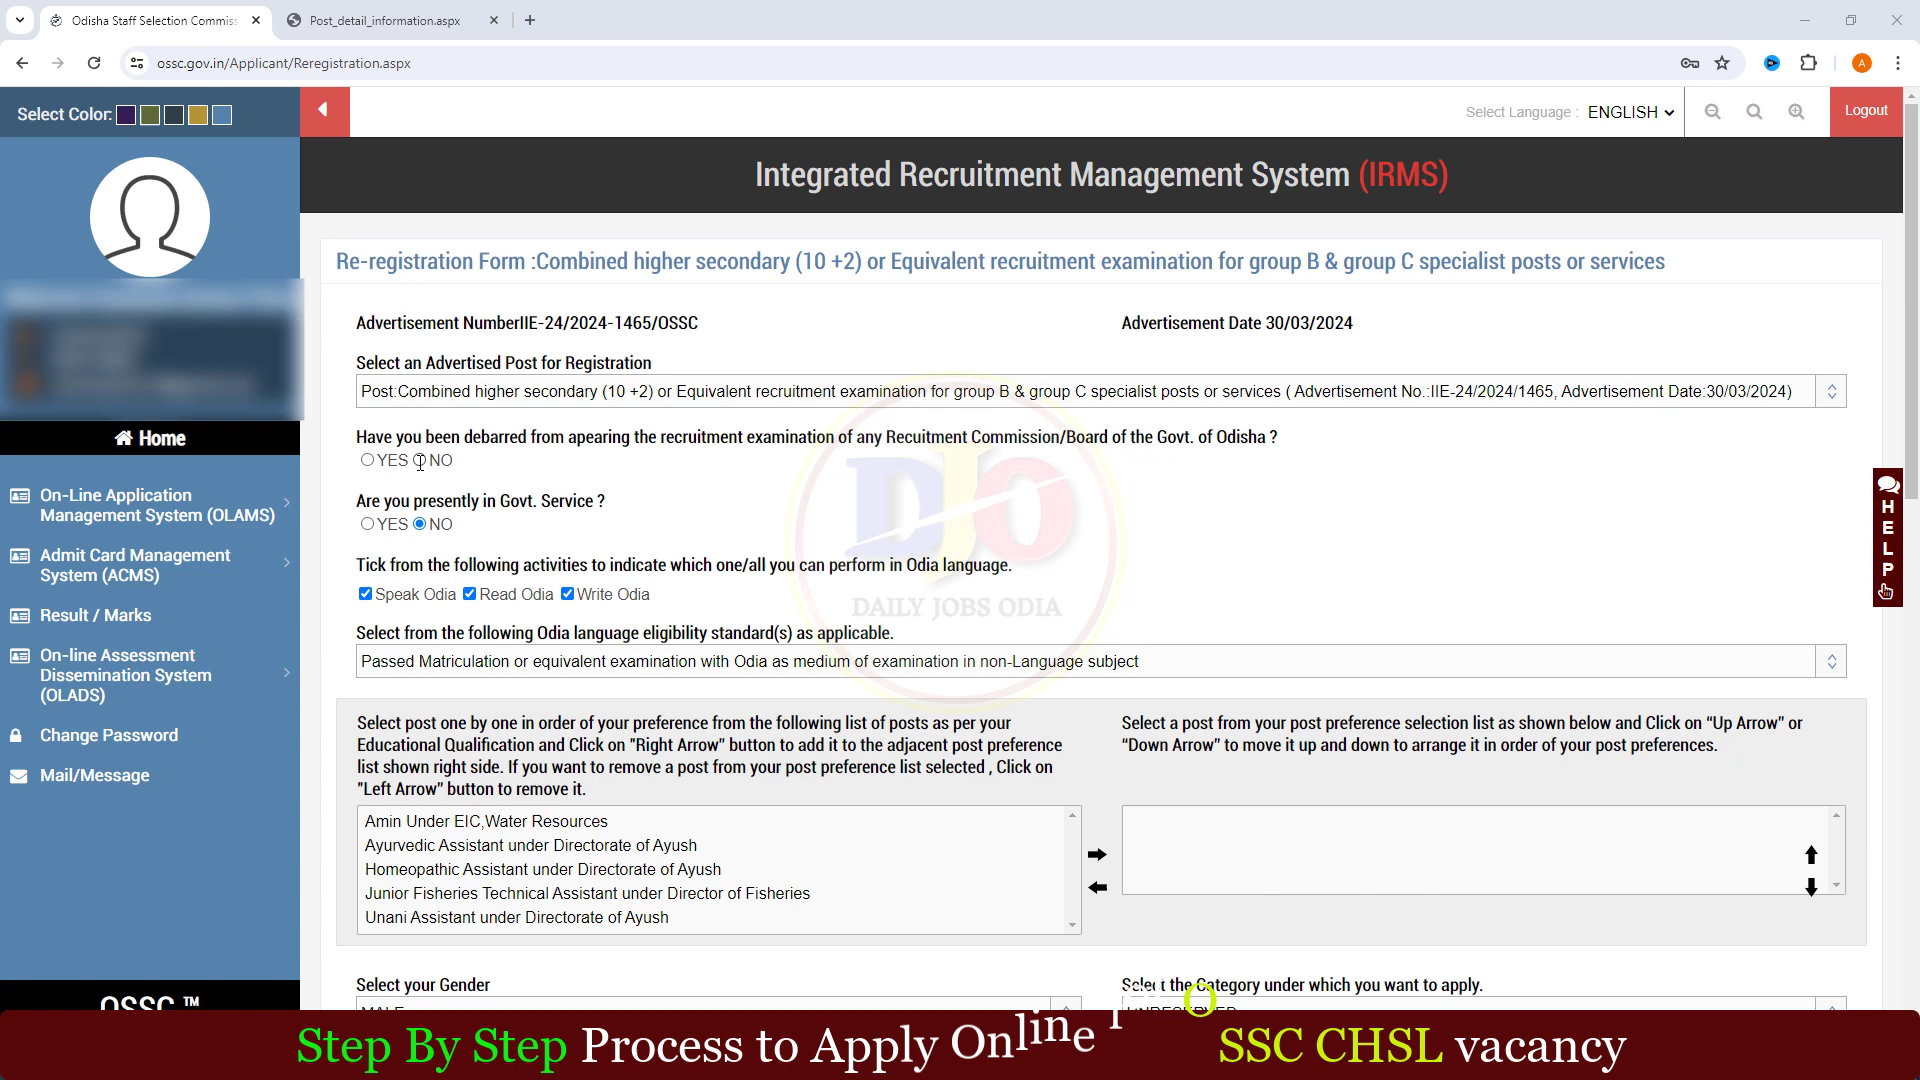 Odisha Staff Selection Commiss
Post_detail_information.aspx
ossc.gov.in/Applicant/Reregistration.aspx
A
Select Color:
Select Language :
ENGLISH
Logout
Integrated Recruitment Management System (IRMS)
Re-registration Form :Combined higher secondary (10 +2) or Equivalent recruitment examination for group B & group C specialist posts or services
Advertisement NumberIIE-24/2024-1465/OSSC
Advertisement Date 30/03/2024
Select an Advertised Post for Registration
Post:Combined higher secondary (10 +2) or Equivalent recruitment examination for group B & group C specialist posts or services ( Advertisement No.:IIE-24/2024/1465, Advertisement Date:30/03/2024)
Have you been debarred from apearing the recruitment examination of any Recuitment Commission/Board of the Govt. of Odisha ?
YES NO
Are you presently in Govt. Service ?
YES NO
Tick from the following activities to indicate which one/all you can perform in Odia language.
Speak Odia Read Odia Write Odia
Select from the following Odia language eligibility standard(s) as applicable.
Passed Matriculation or equivalent examination with Odia as medium of examination in non-Language subject
Select post one by one in order of your preference from the following list of posts as per your
Educational Qualification and Click on "Right Arrow" button to add it to the adjacent post preference
list shown right side. If you want to remove a post from your post preference list selected , Click on
"Left Arrow" button to remove it.
Select a post from your post preference selection list as shown below and Click on “Up Arrow” or
“Down Arrow” to move it up and down to arrange it in order of your post preferences.
Amin Under EIC,Water Resources
Ayurvedic Assistant under Directorate of Ayush
Homeopathic Assistant under Directorate of Ayush
Junior Fisheries Technical Assistant under Director of Fisheries
Unani Assistant under Directorate of Ayush
Select your Gender
Select the Category under which you want to apply.
MALE
UNRESERVED
Home
On-Line Application
Management System (OLAMS)
Admit Card Management
System (ACMS)
Result / Marks
On-line Assessment
Dissemination System
(OLADS)
Change Password
Mail/Message
OSSC ™
HELP
DJO
DAILY JOBS ODIA
Step By Step Process to Apply Online
O
SSC CHSL vacancy